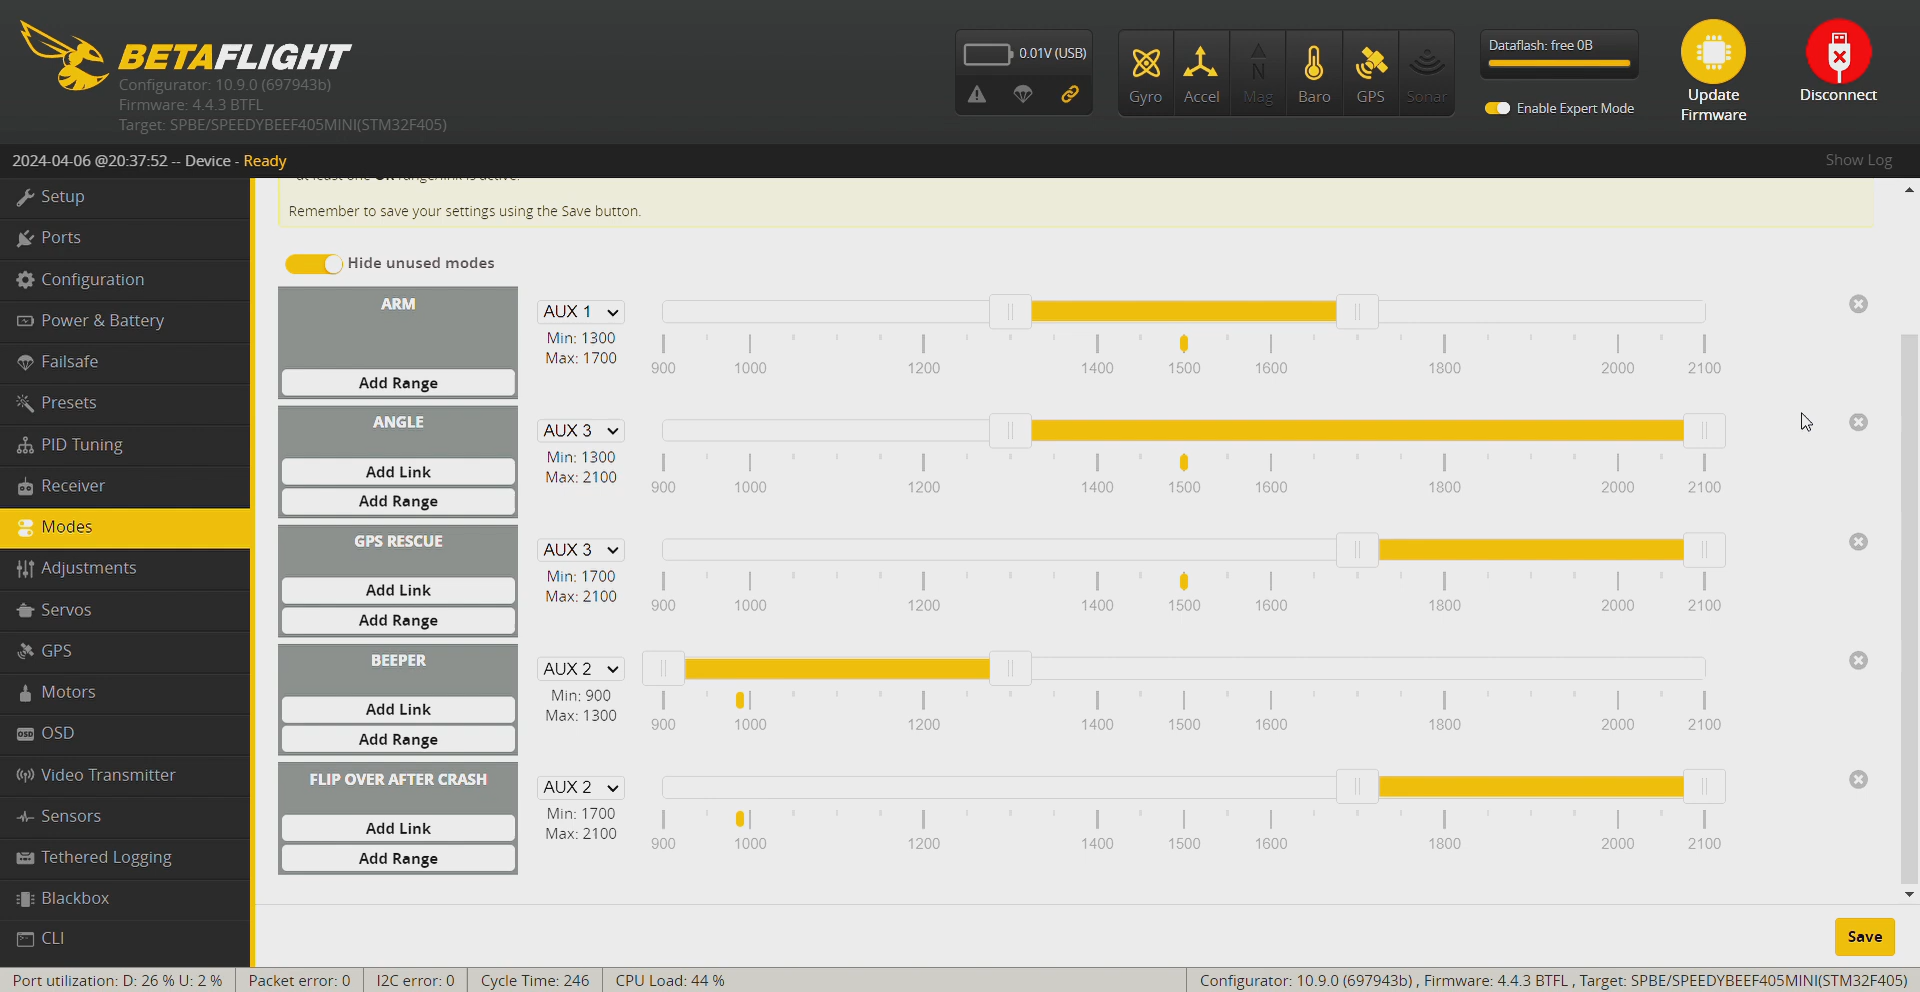 BETAFLIGHT
Configurator: 10.9.0 (697943b)
Firmware: 4.4.3 BTFL
Target: SPBE/SPEEDYBEEF405MINI(STM32F405)
0.01V (USB)
Gyro
Accel
Mag
Baro
GPS
Sonar
Dataflash: free 0B
Enable Expert Mode
Update
Firmware
Disconnect
2024-04-06 @20:37:52 -- Device - Ready
Show Log
Setup
Ports
Configuration
Power & Battery
Failsafe
Presets
PID Tuning
Receiver
Modes
Adjustments
Servos
GPS
Motors
OSD
Video Transmitter
Sensors
Tethered Logging
Blackbox
CLI
Remember to save your settings using the Save button.
Hide unused modes
ARM
Add Range
AUX 1
Min: 1300
Max: 1700
900 1000 1200 1400 1500 1600 1800 2000 2100
ANGLE
Add Link
Add Range
AUX 3
Min: 1300
Max: 2100
900 1000 1200 1400 1500 1600 1800 2000 2100
GPS RESCUE
Add Link
Add Range
AUX 3
Min: 1700
Max: 2100
900 1000 1200 1400 1500 1600 1800 2000 2100
BEEPER
Add Link
Add Range
AUX 2
Min: 900
Max: 1300
900 1000 1200 1400 1500 1600 1800 2000 2100
FLIP OVER AFTER CRASH
Add Link
Add Range
AUX 2
Min: 1700
Max: 2100
900 1000 1200 1400 1500 1600 1800 2000 2100
Save
Port utilization: D: 26 % U: 2 %
Packet error: 0
I2C error: 0
Cycle Time: 246
CPU Load: 44 %
Configurator: 10.9.0 (697943b) , Firmware: 4.4.3 BTFL , Target: SPBE/SPEEDYBEEF405MINI(STM32F405)